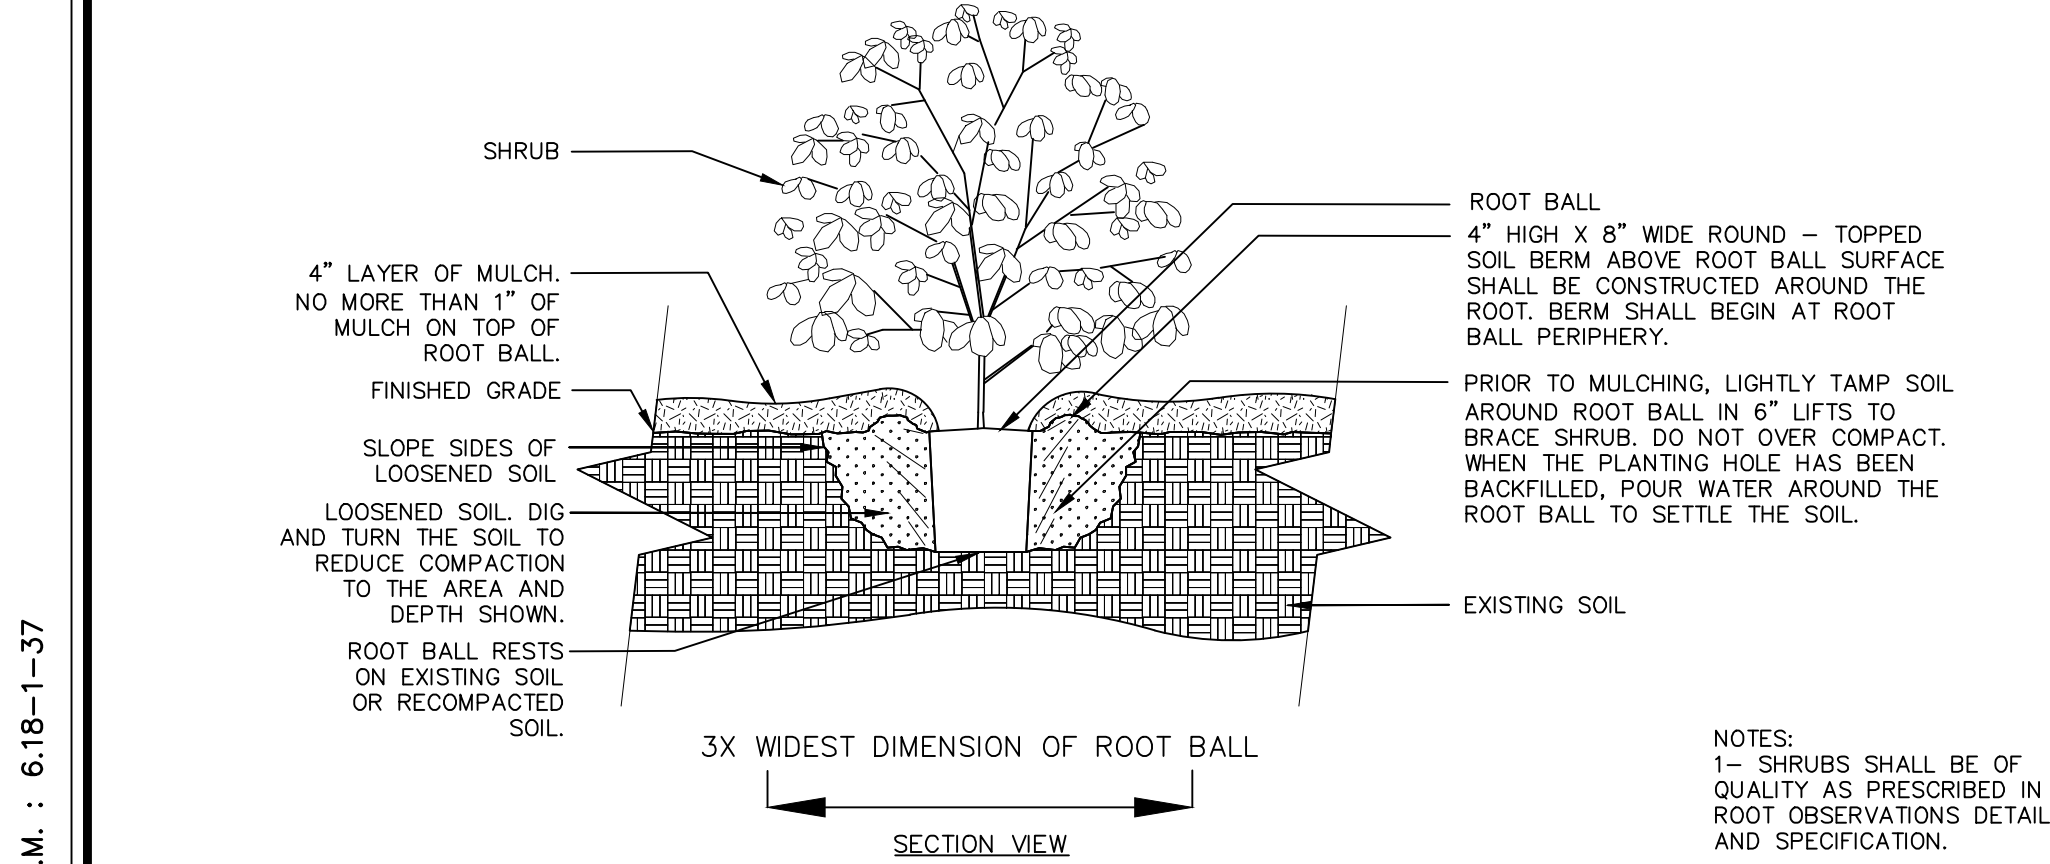 SHRUB
4” LAYER OF MULCH.
NO MORE THAN 1” OF
MULCH ON TOP OF
ROOT BALL.
FINISHED GRADE
SLOPE SIDES OF
LOOSENED SOIL
LOOSENED SOIL. DIG
AND TURN THE SOIL TO
REDUCE COMPACTION
TO THE AREA AND
DEPTH SHOWN.
ROOT BALL RESTS
ON EXISTING SOIL
OR RECOMPACTED
SOIL.
ROOT BALL
4” HIGH X 8” WIDE ROUND – TOPPED
SOIL BERM ABOVE ROOT BALL SURFACE
SHALL BE CONSTRUCTED AROUND THE
ROOT. BERM SHALL BEGIN AT ROOT
BALL PERIPHERY.
PRIOR TO MULCHING, LIGHTLY TAMP SOIL
AROUND ROOT BALL IN 6” LIFTS TO
BRACE SHRUB. DO NOT OVER COMPACT.
WHEN THE PLANTING HOLE HAS BEEN
BACKFILLED, POUR WATER AROUND THE
ROOT BALL TO SETTLE THE SOIL.
EXISTING SOIL
3X WIDEST DIMENSION OF ROOT BALL
SECTION VIEW
NOTES:
1– SHRUBS SHALL BE OF
QUALITY AS PRESCRIBED IN
ROOT OBSERVATIONS DETAIL
AND SPECIFICATION.
.M. : 6.18–1–37